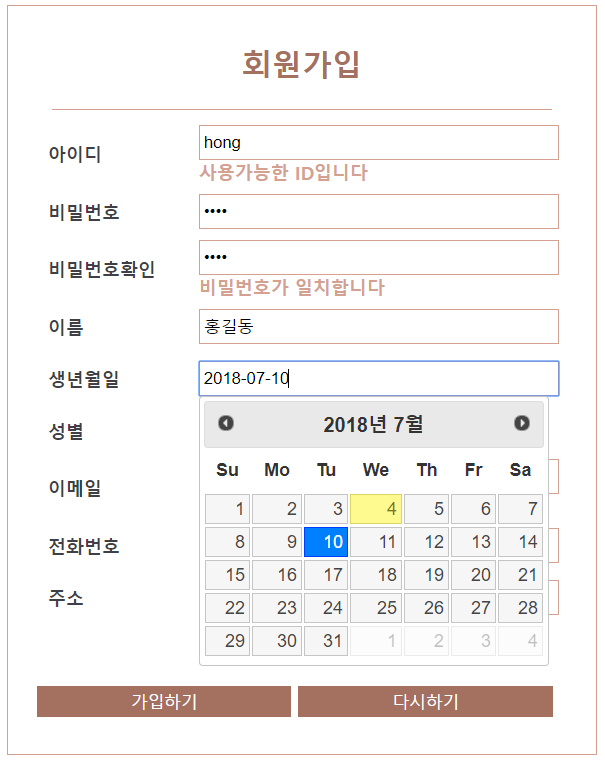 회원가입
아이디
hong
사용가능한 ID입니다
비밀번호
••••
비밀번호확인
••••
비밀번호가 일치합니다
이름
홍길동
생년월일
2018-07-10
성별
이메일
전화번호
주소
2018년 7월
Su Mo Tu We Th Fr Sa
1 2 3 4 5 6 7
8 9 10 11 12 13 14
15 16 17 18 19 20 21
22 23 24 25 26 27 28
29 30 31 1 2 3 4
가입하기 다시하기